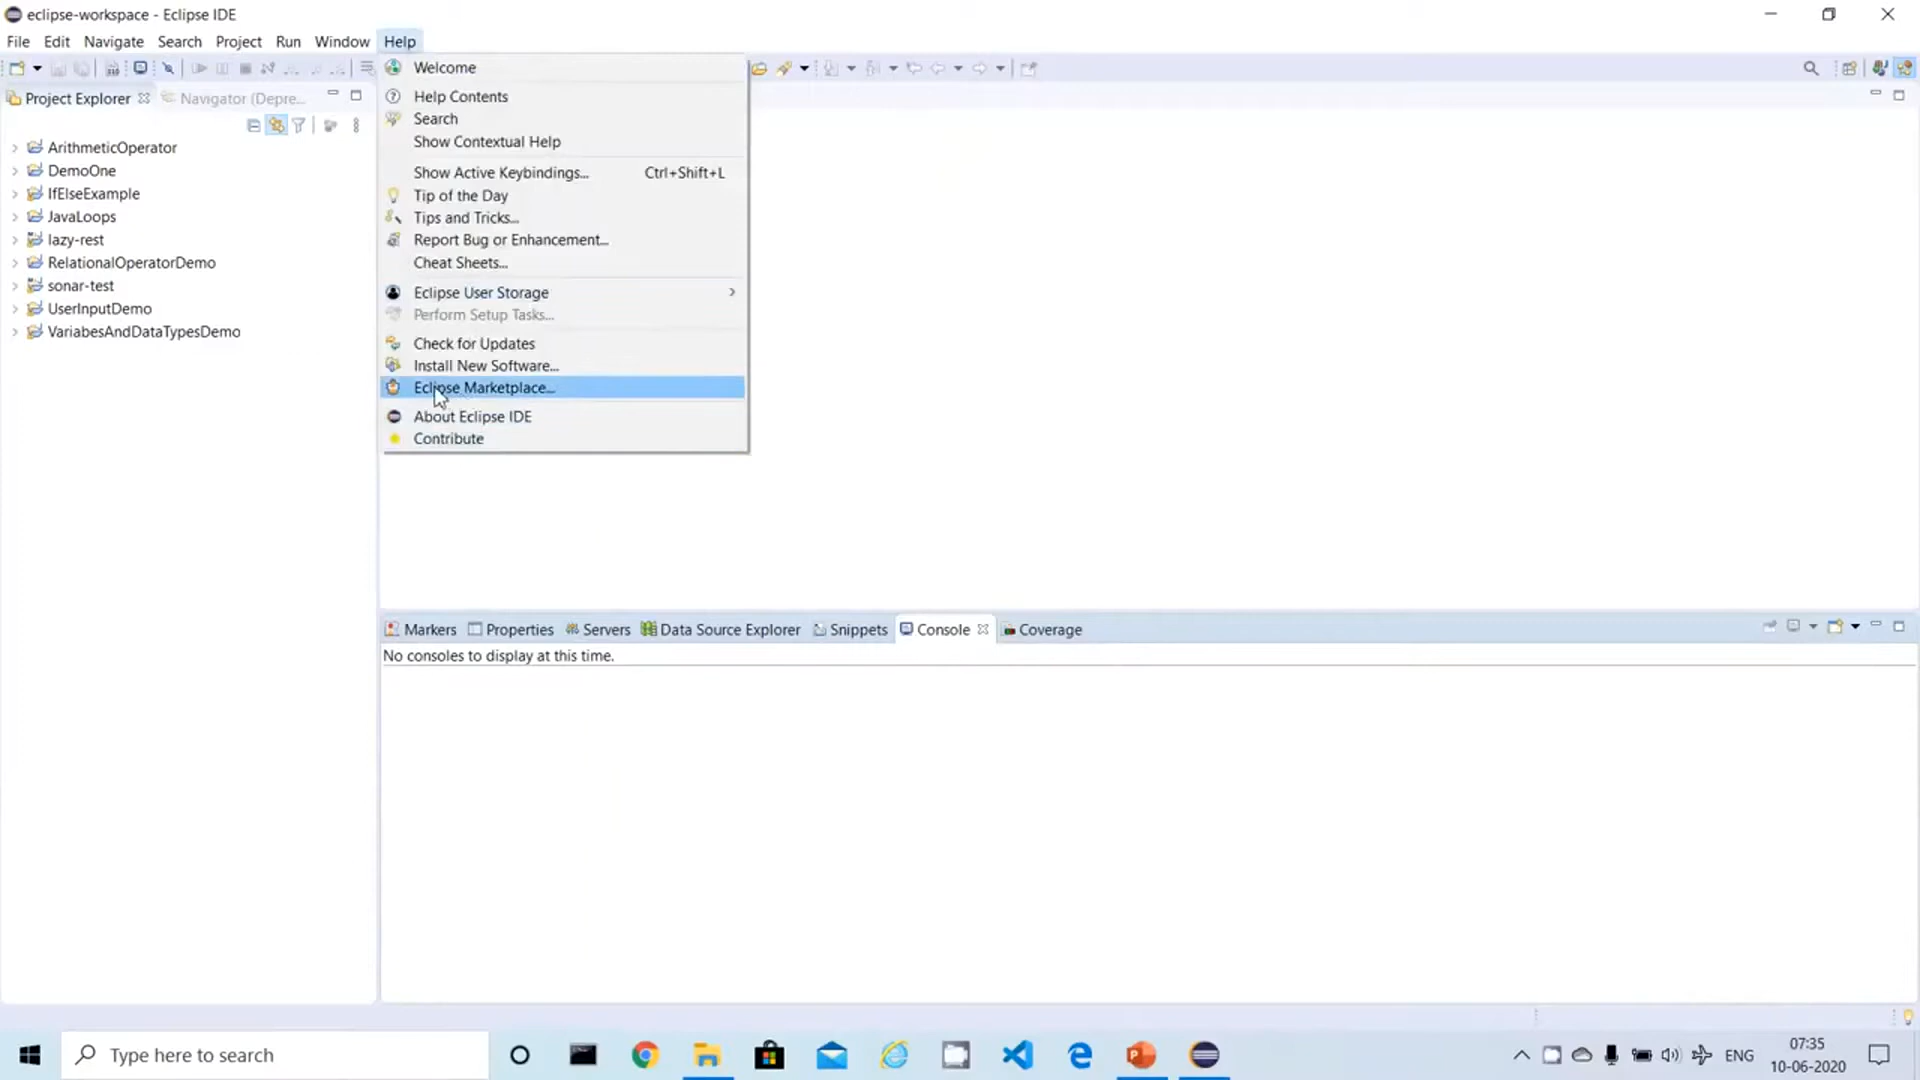 eclipse-workspace - Eclipse IDE
File Edit Navigate Search Project Run Window Help
Project Explorer Navigator (Depre...
ArithmeticOperator
DemoOne
IfElseExample
JavaLoops
lazy-rest
RelationalOperatorDemo
sonar-test
UserInputDemo
VariabesAndDataTypesDemo
Welcome
Help Contents
Search
Show Contextual Help
Show Active Keybindings... Ctrl+Shift+L
Tip of the Day
Tips and Tricks...
Report Bug or Enhancement...
Cheat Sheets...
Eclipse User Storage
Perform Setup Tasks...
Check for Updates
Install New Software...
Eclipse Marketplace...
About Eclipse IDE
Contribute
Markers Properties Servers Data Source Explorer Snippets Console Coverage
No consoles to display at this time.
Type here to search
ENG
07:35
10-06-2020